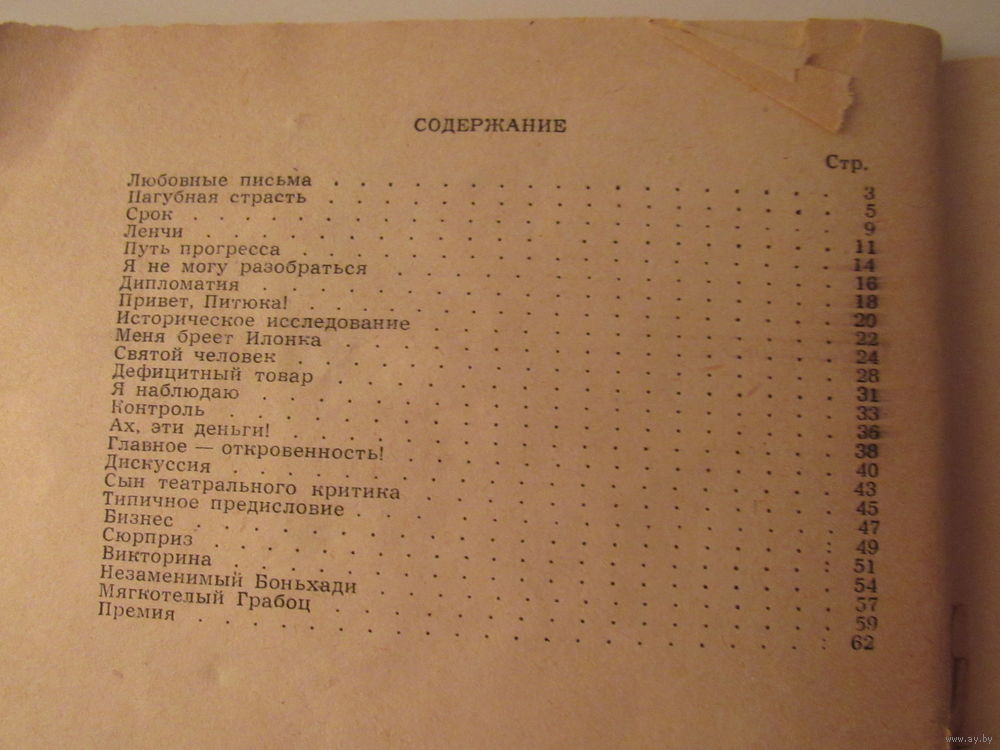 СОДЕРЖАНИЕ
Стр.
Любовные письма . . . 3
Пагубная страсть . . . 5
Срок . . . 9
Ленчи . . . 11
Путь прогресса . . . 14
Я не могу разобраться . . . 16
Дипломатия . . . 18
Привет, Питюка! . . . 20
Историческое исследование . . . 22
Меня бреет Илонка . . . 24
Святой человек . . . 28
Дефицитный товар . . . 31
Я наблюдаю . . . 33
Контроль . . . 36
Ах, эти деньги! . . . 38
Главное — откровенность! . . . 40
Дискуссия . . . 43
Сын театрального критика . . . 45
Типичное предисловие . . . 47
Бизнес . . . 49
Сюрприз . . . 51
Викторина . . . 54
Незаменимый Боньхади . . . 57
Мягкотелый Грабоц . . . 59
Премия . . . 62
www.ay.by